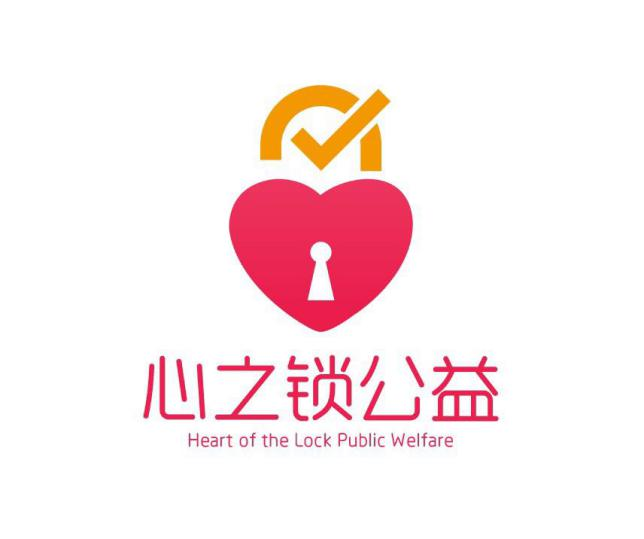 心之锁公益
Heart of the Lock Public Welfare